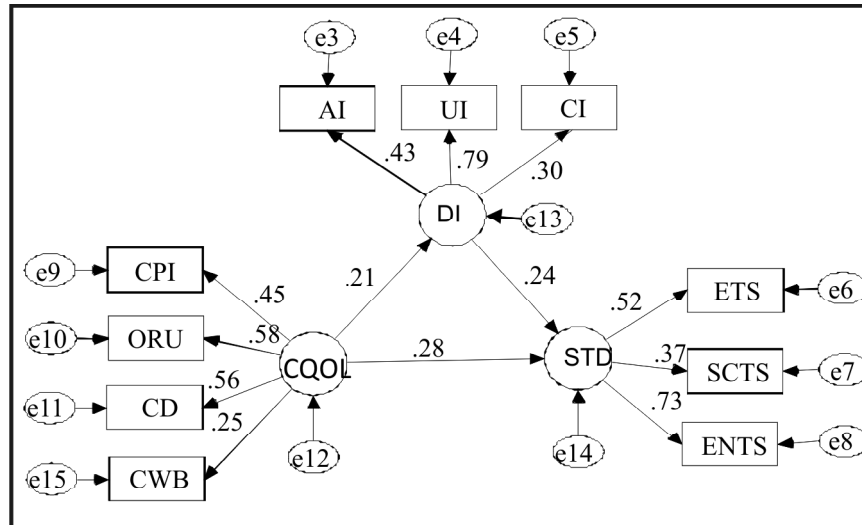 e3
e4
e5
AI
UI
CI
.43
.79
.30
DI
c13
e9
CPI
.21
.24
e6
ETS
.45
.52
e10
ORU
.58
.28
STD
.37
SCTS
e7
CQOL
.56
e11
CD
.25
.73
e12
e14
ENTS
e8
e15
CWB